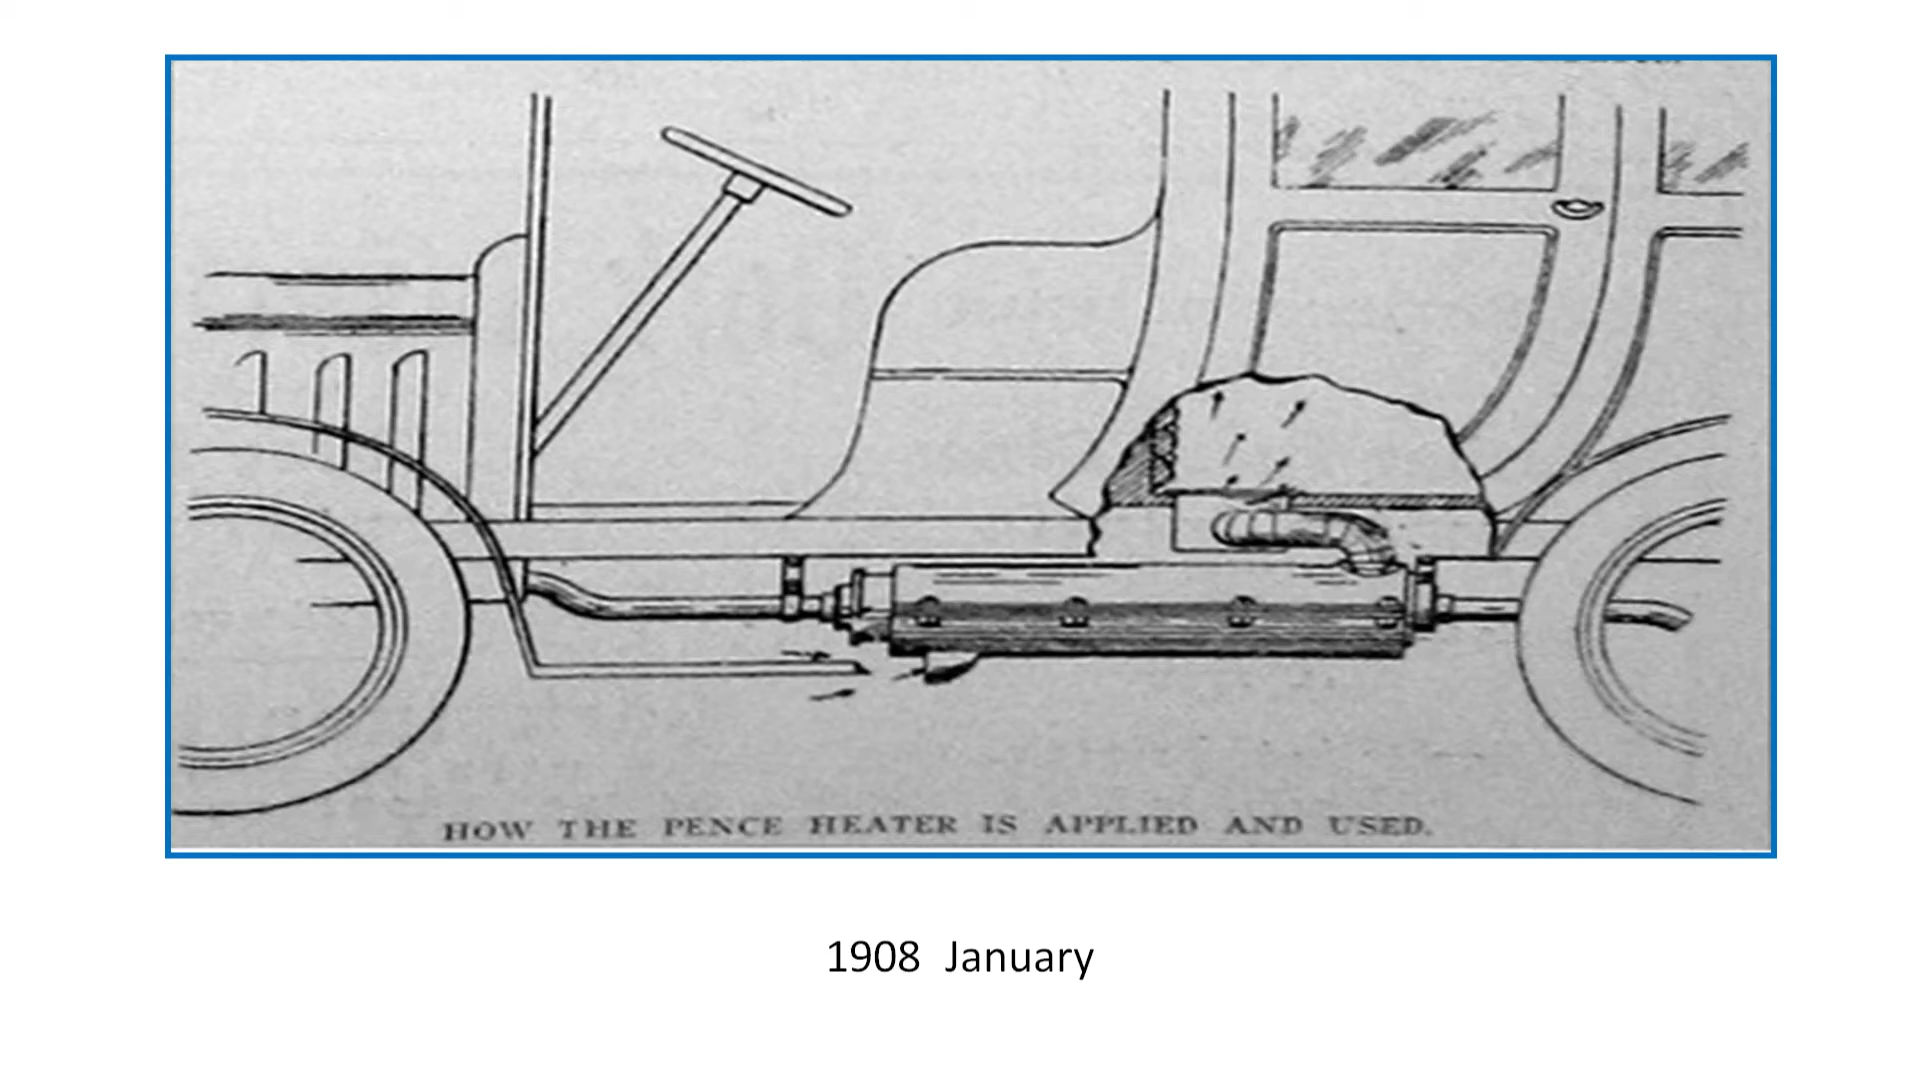 HOW THE PENCE HEATER IS APPLIED AND USED.
1908 January